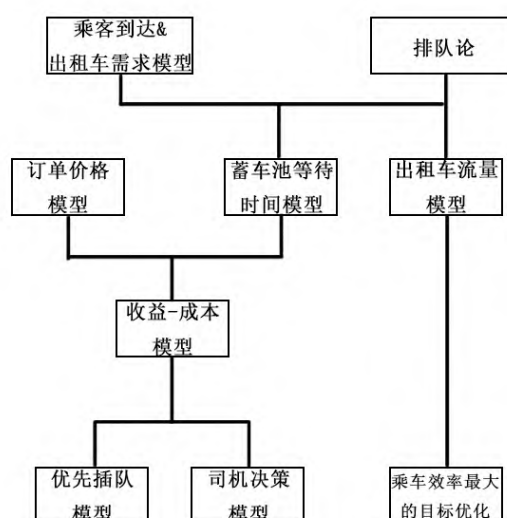 乘客到达&
出租车需求模型
排队论
订单价格
模型
蓄车池等待
时间模型
出租车流量
模型
收益-成本
模型
优先插队
模型
司机决策
模型
乘车效率最大
的目标优化